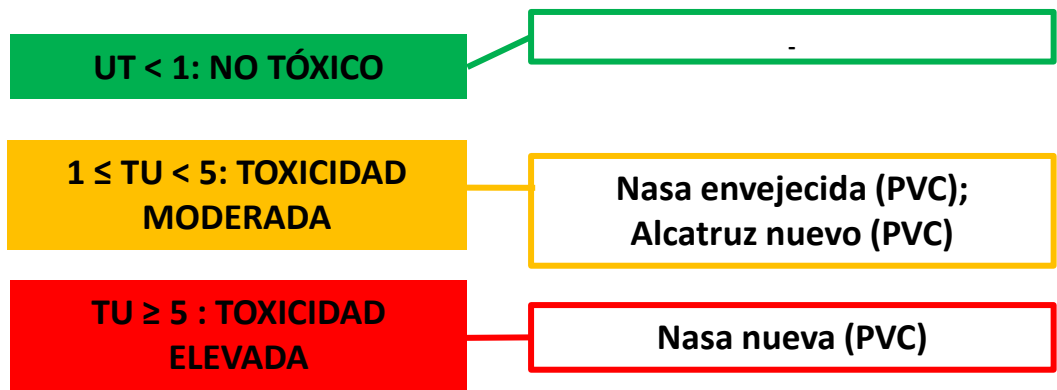 UT < 1: NO TÓXICO
-
1 ≤ TU < 5: TOXICIDAD
MODERADA
Nasa envejecida (PVC);
Alcatruz nuevo (PVC)
TU ≥ 5 : TOXICIDAD
ELEVADA
Nasa nueva (PVC)